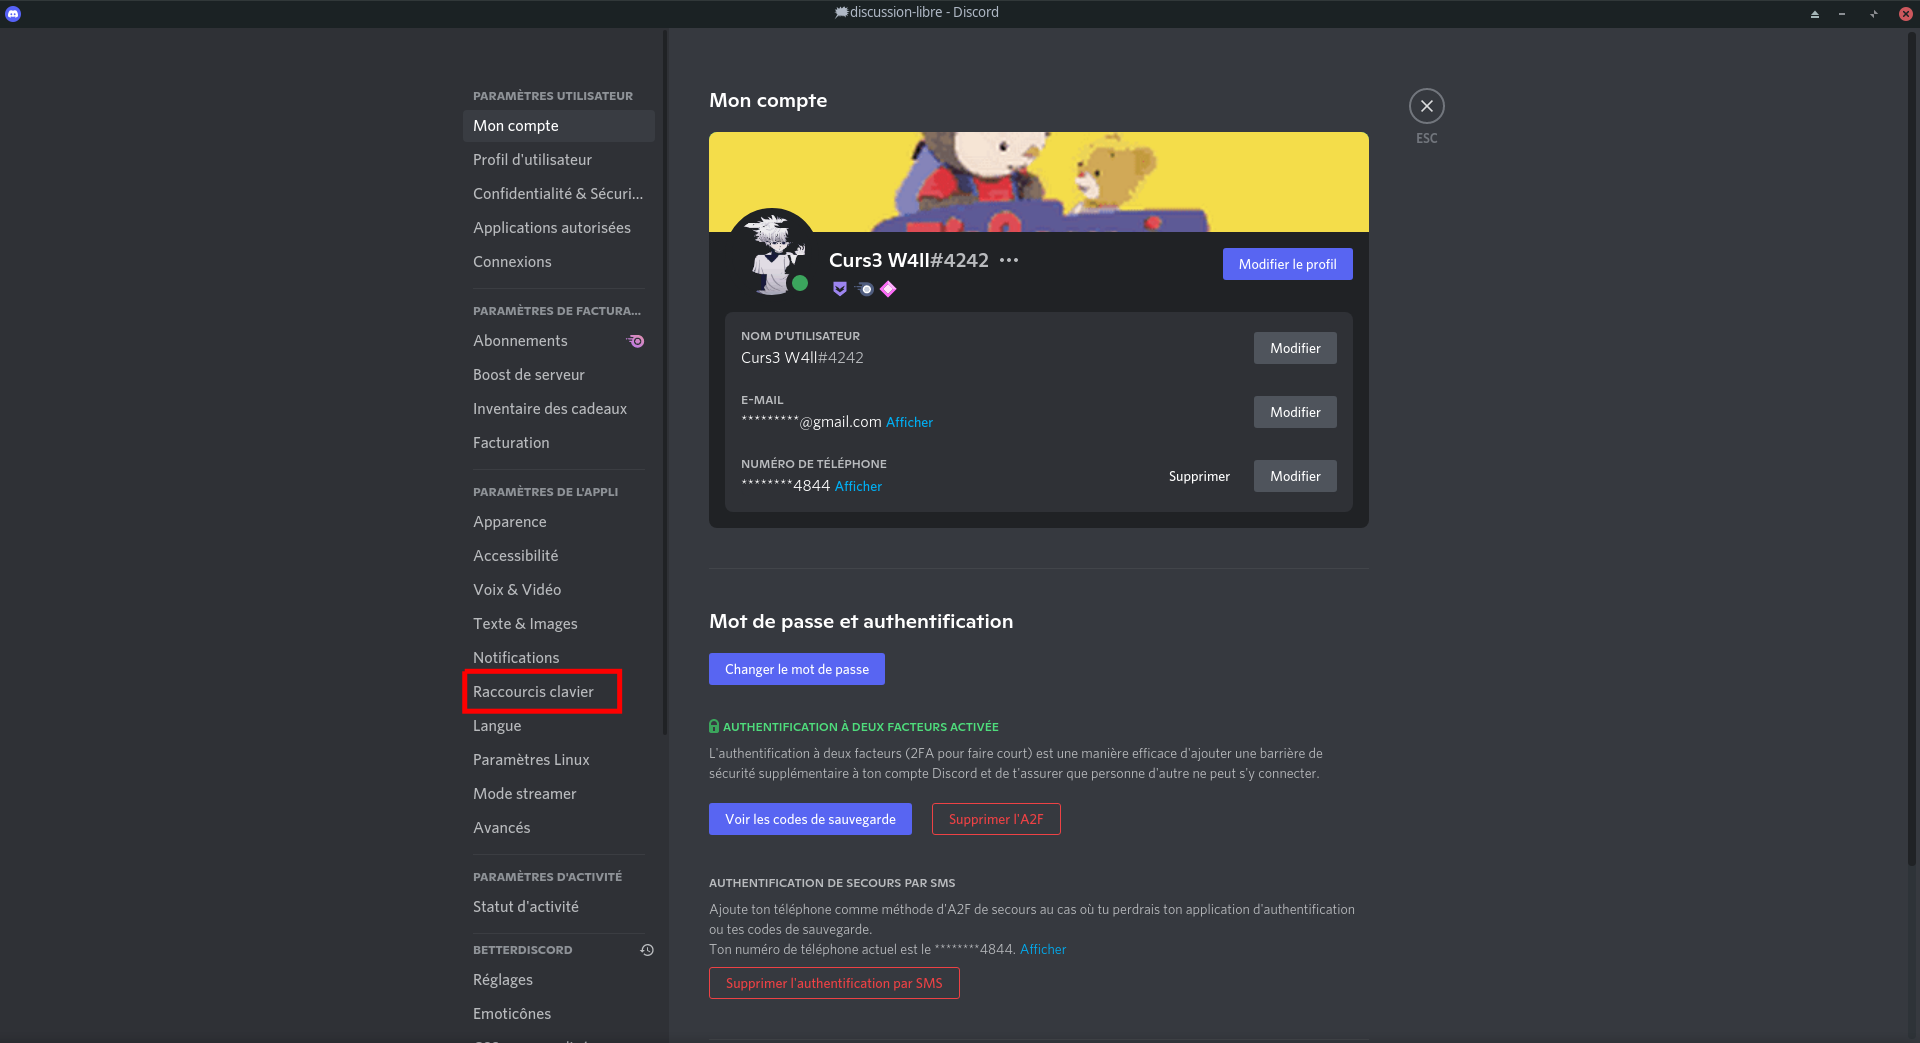 discussion-libre - Discord
PARAMÈTRES UTILISATEUR
Mon compte
Profil d'utilisateur
Confidentialité & Sécuri...
Applications autorisées
Connexions
PARAMÈTRES DE FACTURA...
Abonnements
Boost de serveur
Inventaire des cadeaux
Facturation
PARAMÈTRES DE L'APPLI
Apparence
Accessibilité
Voix & Vidéo
Texte & Images
Notifications
Raccourcis clavier
Langue
Paramètres Linux
Mode streamer
Avancés
PARAMÈTRES D'ACTIVITÉ
Statut d'activité
BETTERDISCORD
Réglages
Emoticônes
Mon compte
ESC
Curs3 W4ll#4242
Modifier le profil
NOM D'UTILISATEUR
Curs3 W4ll#4242
Modifier
E-MAIL
*********@gmail.com Afficher
Modifier
NUMÉRO DE TÉLÉPHONE
********4844 Afficher
Supprimer
Modifier
Mot de passe et authentification
Changer le mot de passe
AUTHENTIFICATION À DEUX FACTEURS ACTIVÉE
L'authentification à deux facteurs (2FA pour faire court) est une manière efficace d'ajouter une barrière de
sécurité supplémentaire à ton compte Discord et de t'assurer que personne d'autre ne peut s'y connecter.
Voir les codes de sauvegarde
Supprimer l'A2F
AUTHENTIFICATION DE SECOURS PAR SMS
Ajoute ton téléphone comme méthode d'A2F de secours au cas où tu perdrais ton application d'authentification
ou tes codes de sauvegarde.
Ton numéro de téléphone actuel est le ********4844. Afficher
Supprimer l'authentification par SMS